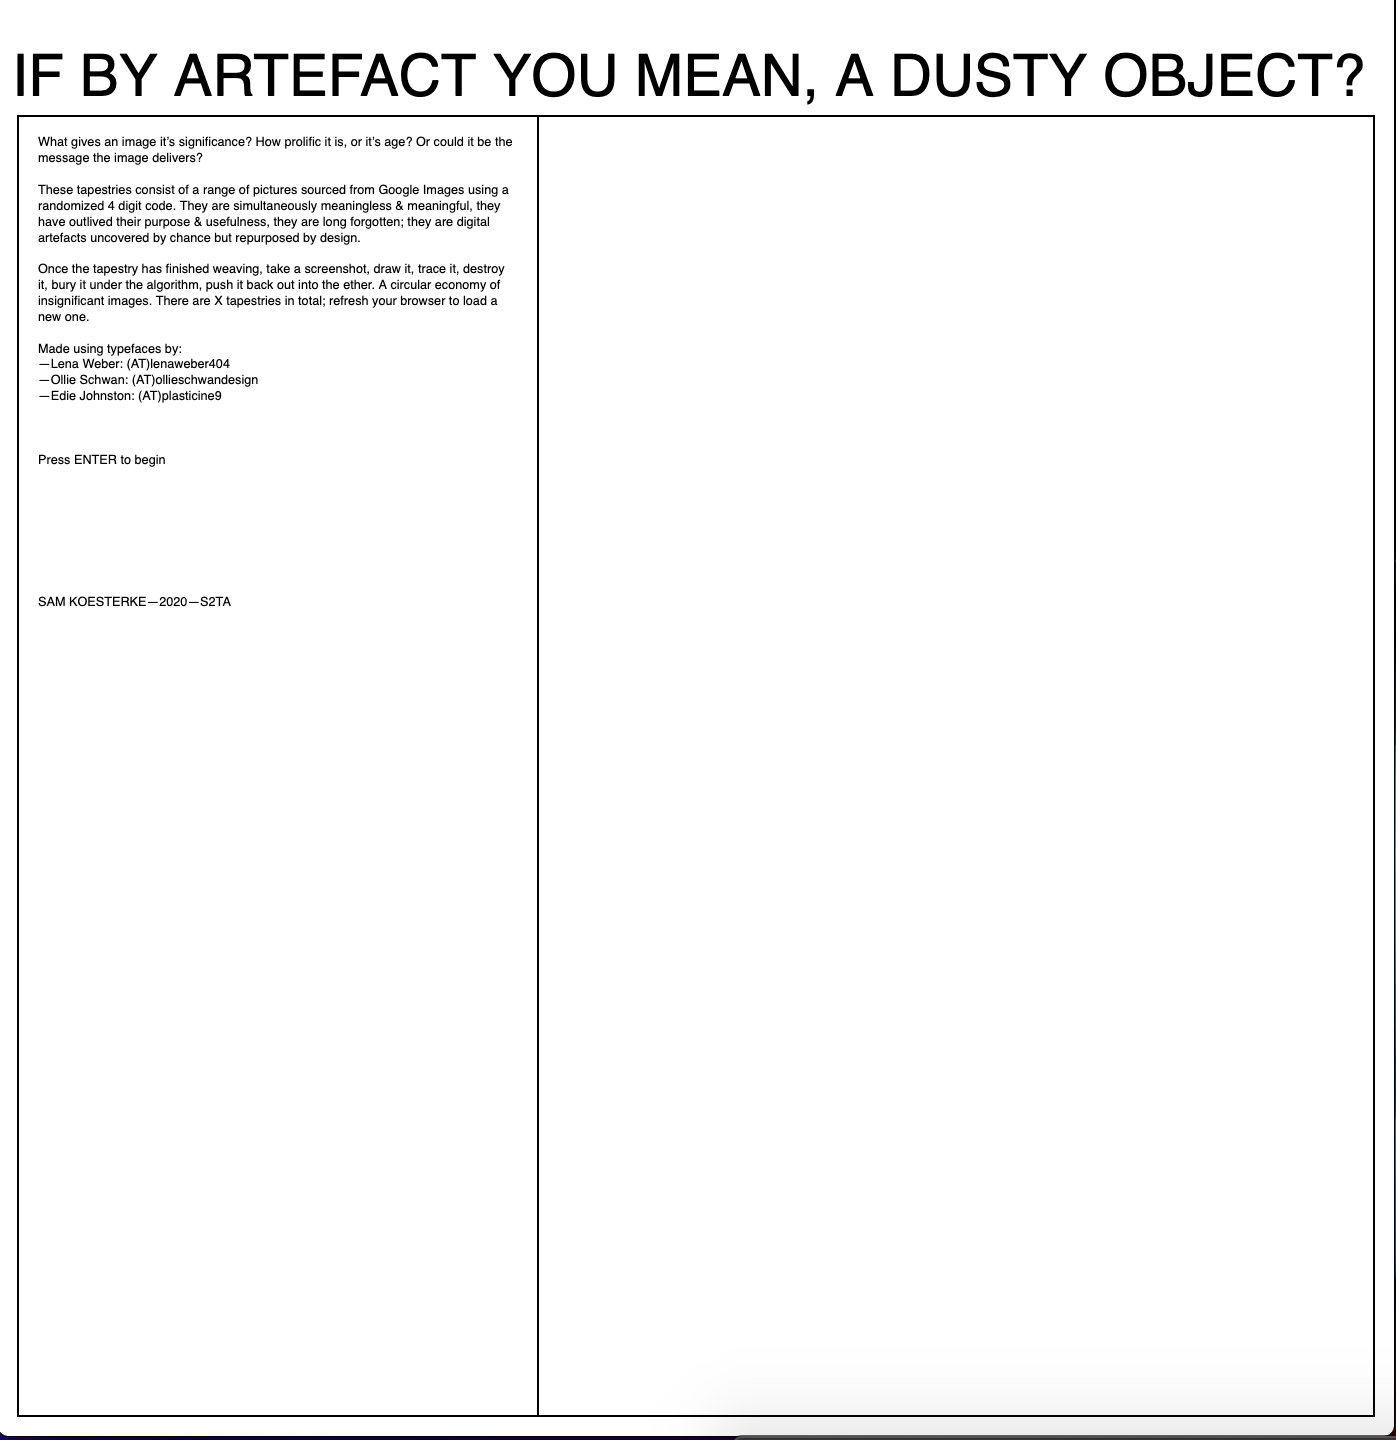 IF BY ARTEFACT YOU MEAN, A DUSTY OBJECT?
What gives an image it’s significance? How prolific it is, or it’s age? Or could it be the
message the image delivers?
These tapestries consist of a range of pictures sourced from Google Images using a
randomized 4 digit code. They are simultaneously meaningless & meaningful, they
have outlived their purpose & usefulness, they are long forgotten; they are digital
artefacts uncovered by chance but repurposed by design.
Once the tapestry has finished weaving, take a screenshot, draw it, trace it, destroy
it, bury it under the algorithm, push it back out into the ether. A circular economy of
insignificant images. There are X tapestries in total; refresh your browser to load a
new one.
Made using typefaces by:
—Lena Weber: (AT)lenaweber404
—Ollie Schwan: (AT)ollieschwandesign
—Edie Johnston: (AT)plasticine9
Press ENTER to begin
SAM KOESTERKE—2020—S2TA